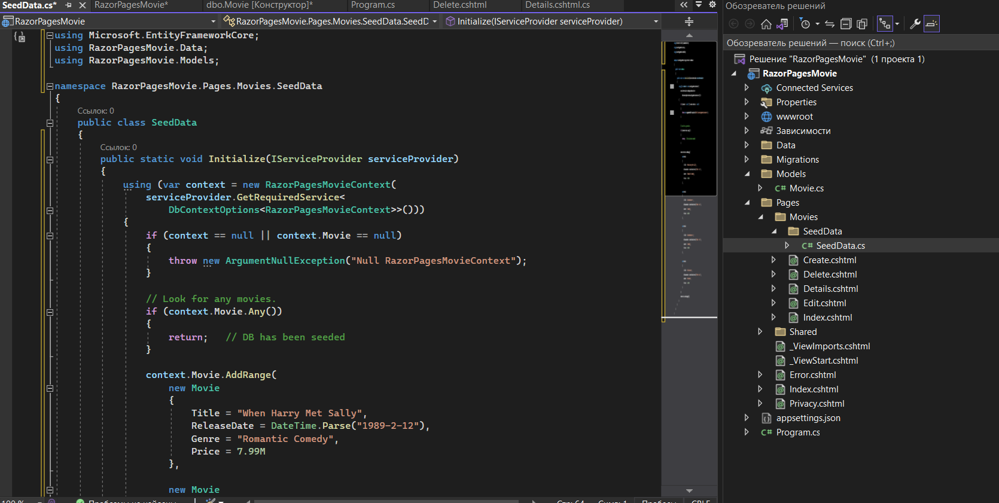 SeedData.cs*
RazorPagesMovie*
dbo.Movie [Конструктор]*
Program.cs
Delete.cshtml
Details.cshtml.cs
RazorPagesMovie
RazorPagesMovie.Pages.Movies.SeedData.SeedD
Initialize(IServiceProvider serviceProvider)
using Microsoft.EntityFrameworkCore;
using RazorPagesMovie.Data;
using RazorPagesMovie.Models;
namespace RazorPagesMovie.Pages.Movies.SeedData
{
Ссылок: 0
public class SeedData
{
Ссылок: 0
public static void Initialize(IServiceProvider serviceProvider)
{
using (var context = new RazorPagesMovieContext(
serviceProvider.GetRequiredService<
DbContextOptions<RazorPagesMovieContext>>()))
{
if (context == null || context.Movie == null)
{
throw new ArgumentNullException("Null RazorPagesMovieContext");
}
// Look for any movies.
if (context.Movie.Any())
{
return;   // DB has been seeded
}
context.Movie.AddRange(
new Movie
{
Title = "When Harry Met Sally",
ReleaseDate = DateTime.Parse("1989-2-12"),
Genre = "Romantic Comedy",
Price = 7.99M
},
new Movie
Обозреватель решений
Обозреватель решений — поиск (Ctrl+;)
Решение "RazorPagesMovie" (1 проекта 1)
RazorPagesMovie
Connected Services
Properties
wwwroot
Зависимости
Data
Migrations
Models
C# Movie.cs
Pages
Movies
SeedData
C# SeedData.cs
Create.cshtml
Delete.cshtml
Details.cshtml
Edit.cshtml
Index.cshtml
Shared
_ViewImports.cshtml
_ViewStart.cshtml
Error.cshtml
Index.cshtml
Privacy.cshtml
appsettings.json
C# Program.cs